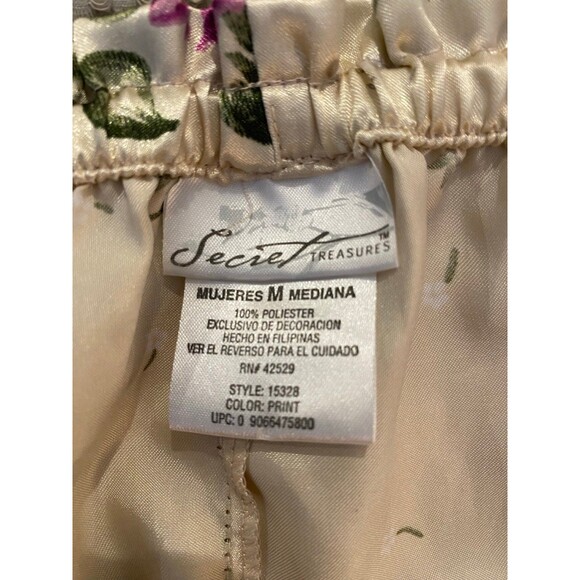 Secret TREASURES™
MUJERES M MEDIANA
100% POLIESTER
EXCLUSIVO DE DECORACION
HECHO EN FILIPINAS
VER EL REVERSO PARA EL CUIDADO
RN# 42529
STYLE: 15328
COLOR: PRINT
UPC: 0 9066475800